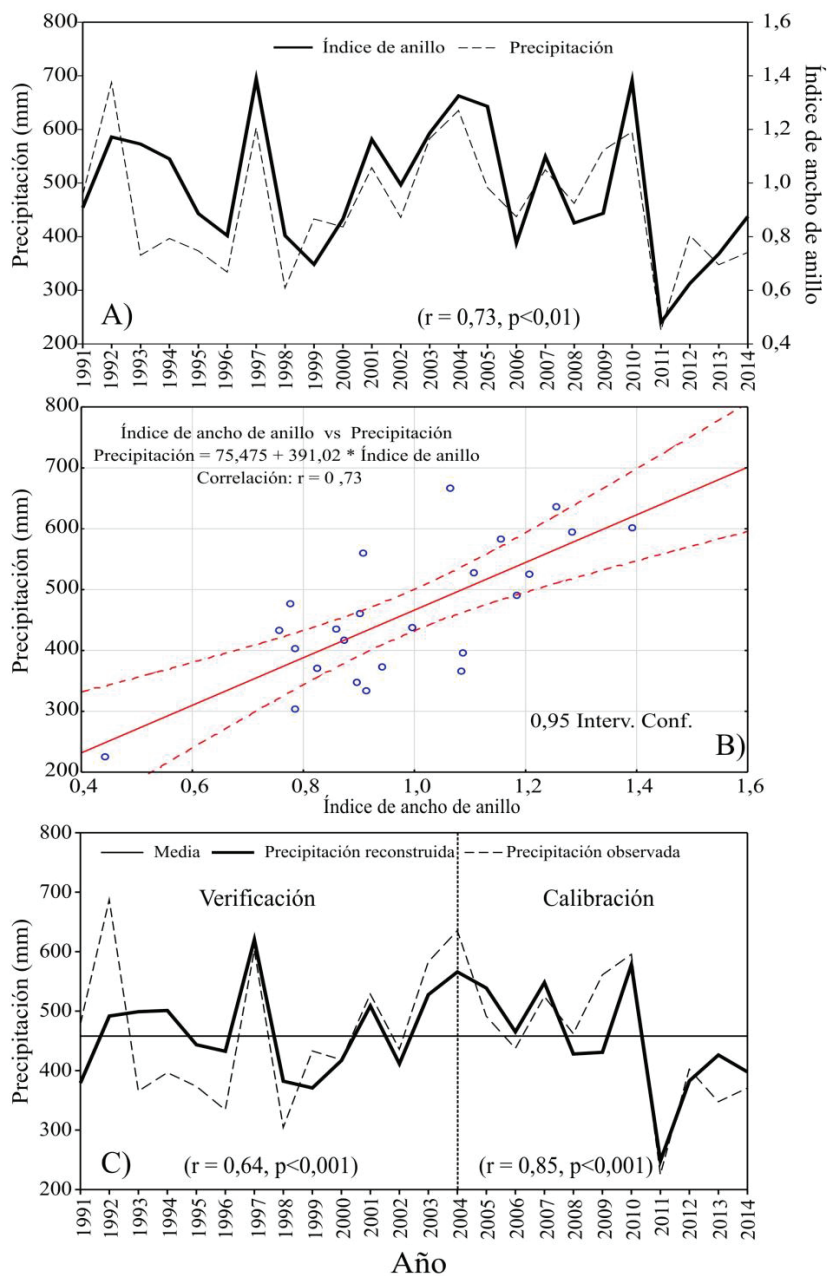 Índice de anillo Precipitación
Precipitación (mm)
800
700
600
500
400
300
200
1,6
1,4
1,2
1,0
0,8
0,6
0,4
Índice de ancho de anillo
A)
(r = 0,73, p<0,01)
1991 1992 1993 1994 1995 1996 1997 1998 1999 2000 2001 2002 2003 2004 2005 2006 2007 2008 2009 2010 2011 2012 2013 2014
Índice de ancho de anillo vs Precipitación
Precipitación = 75,475 + 391,02 * Índice de anillo
Correlación: r = 0 ,73
Precipitación (mm)
800
700
600
500
400
300
200
0,95 Interv. Conf.
B)
0,4 0,6 0,8 1,0 1,2 1,4 1,6
Índice de ancho de anillo
Media Precipitación reconstruida Precipitación observada
Verificación Calibración
Precipitación (mm)
800
700
600
500
400
300
200
C) (r = 0,64, p<0,001) (r = 0,85, p<0,001)
1991 1992 1993 1994 1995 1996 1997 1998 1999 2000 2001 2002 2003 2004 2005 2006 2007 2008 2009 2010 2011 2012 2013 2014
Año